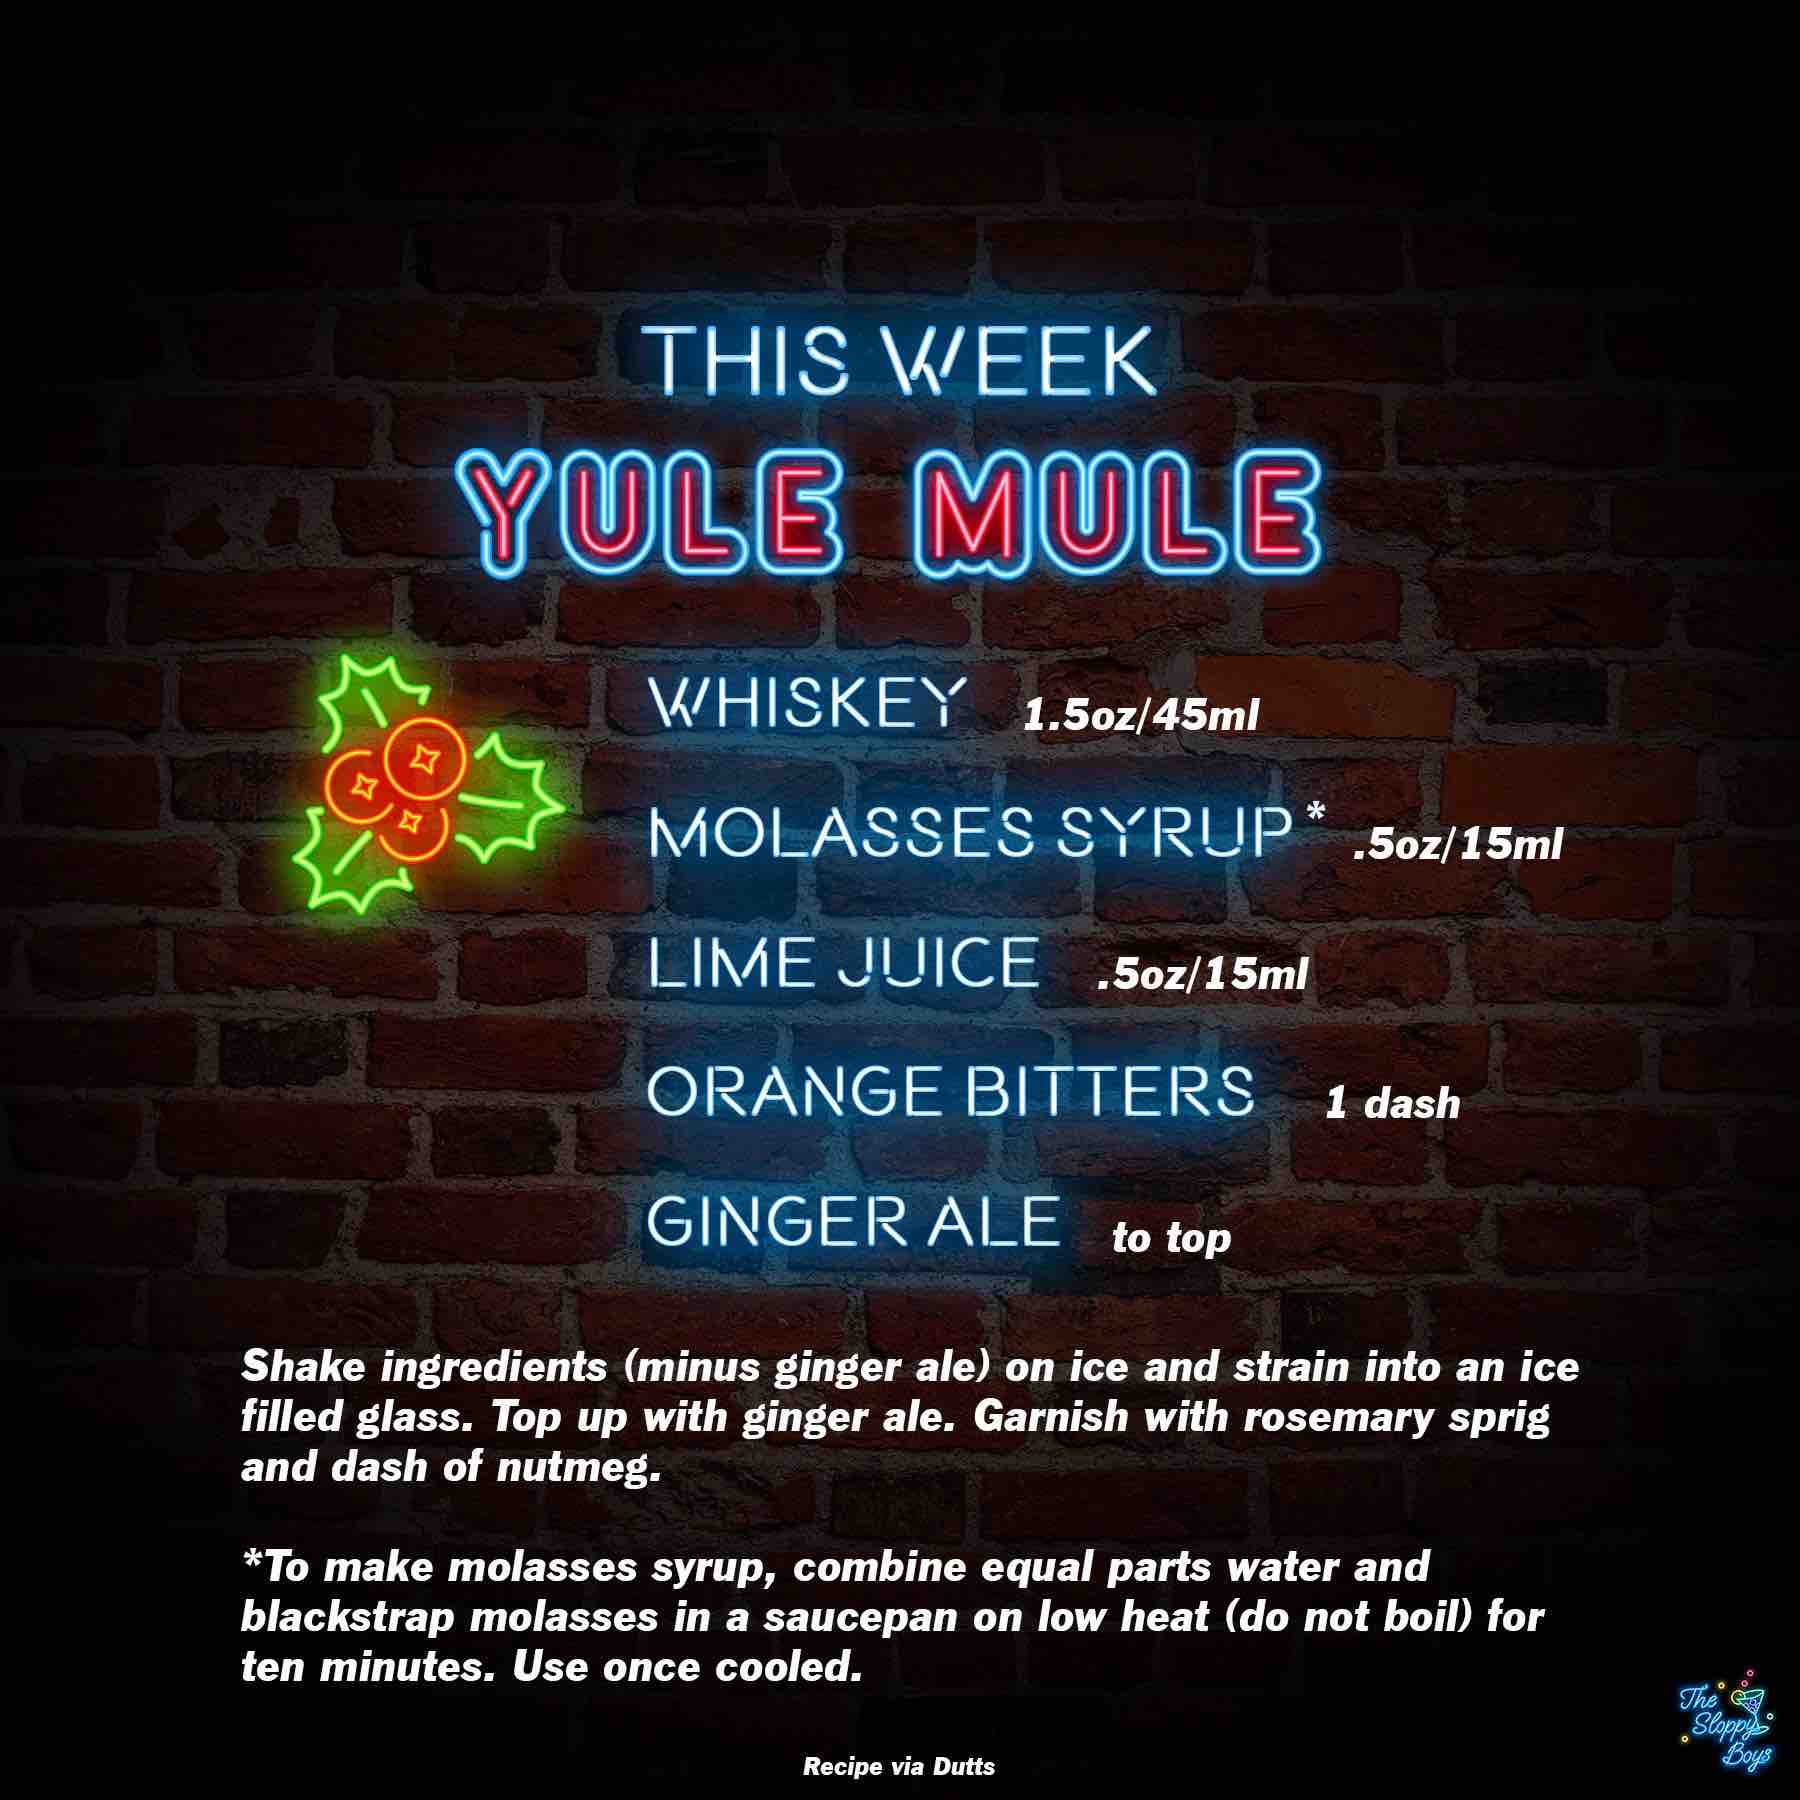 THIS WEEK
YULE MULE
WHISKEY 1.5oz/45ml
MOLASSES SYRUP* .5oz/15ml
LIME JUICE .5oz/15ml
ORANGE BITTERS 1 dash
GINGER ALE to top
Shake ingredients (minus ginger ale) on ice and strain into an ice
filled glass. Top up with ginger ale. Garnish with rosemary sprig
and dash of nutmeg.
*To make molasses syrup, combine equal parts water and
blackstrap molasses in a saucepan on low heat (do not boil) for
ten minutes. Use once cooled.
The
Sloppy
Boys
Recipe via Dutts